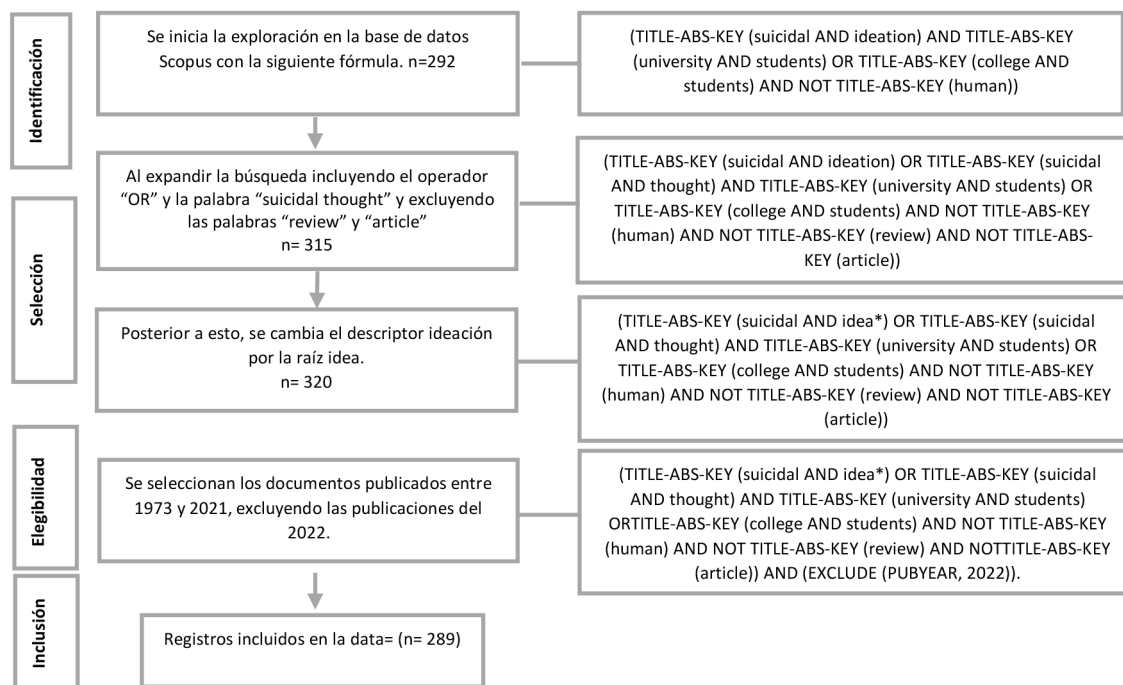 Identificación
Se inicia la exploración en la base de datos
Scopus con la siguiente fórmula. n=292
(TITLE-ABS-KEY (suicidal AND ideation) AND TITLE-ABS-KEY
(university AND students) OR TITLE-ABS-KEY (college AND
students) AND NOT TITLE-ABS-KEY (human))
Selección
Al expandir la búsqueda incluyendo el operador
“OR” y la palabra “suicidal thought” y excluyendo
las palabras “review” y “article”
n= 315
(TITLE-ABS-KEY (suicidal AND ideation) OR TITLE-ABS-KEY (suicidal
AND thought) AND TITLE-ABS-KEY (university AND students) OR
TITLE-ABS-KEY (college AND students) AND NOT TITLE-ABS-KEY
(human) AND NOT TITLE-ABS-KEY (review) AND NOT TITLE-ABS-
KEY (article))
Posterior a esto, se cambia el descriptor ideación
por la raíz idea.
n= 320
(TITLE-ABS-KEY (suicidal AND idea*) OR TITLE-ABS-KEY (suicidal
AND thought) AND TITLE-ABS-KEY (university AND students) OR
TITLE-ABS-KEY (college AND students) AND NOT TITLE-ABS-KEY
(human) AND NOT TITLE-ABS-KEY (review) AND NOT TITLE-ABS-KEY
(article))
Elegibilidad
Se seleccionan los documentos publicados entre
1973 y 2021, excluyendo las publicaciones del
2022.
(TITLE-ABS-KEY (suicidal AND idea*) OR TITLE-ABS-KEY (suicidal
AND thought) AND TITLE-ABS-KEY (university AND students)
ORTITLE-ABS-KEY (college AND students) AND NOT TITLE-ABS-KEY
(human) AND NOT TITLE-ABS-KEY (review) AND NOTTITLE-ABS-KEY
(article)) AND (EXCLUDE (PUBYEAR, 2022)).
Inclusión
Registros incluidos en la data= (n= 289)